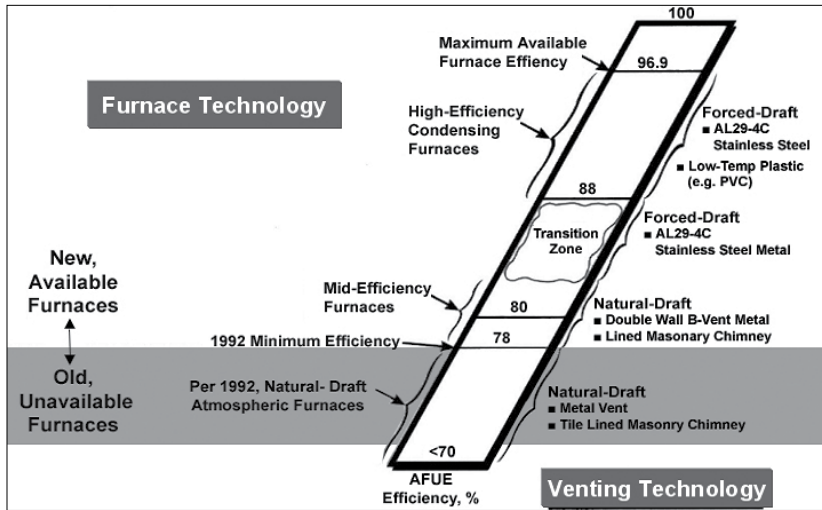 100
Maximum Available
Furnace Effiency
96.9
Furnace Technology
High-Efficiency
Condensing
Furnaces
Forced-Draft
■ AL29-4C
Stainless Steel
■ Low-Temp Plastic
(e.g. PVC)
88
Transition
Zone
Forced-Draft
■ AL29-4C
Stainless Steel Metal
New,
Available
Furnaces
Mid-Efficiency
Furnaces
80
Natural-Draft
■ Double Wall B-Vent Metal
■ Lined Masonary Chimney
1992 Minimum Efficiency
78
Old,
Unavailable
Furnaces
Per 1992, Natural- Draft
Atmospheric Furnaces
Natural-Draft
■ Metal Vent
■ Tile Lined Masonry Chimney
<70
AFUE
Efficiency, %
Venting Technology